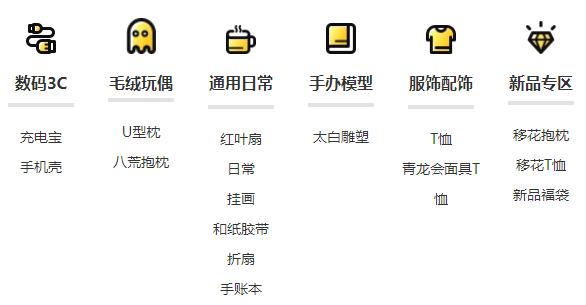 数码3C
毛绒玩偶
通用日常
手办模型
服饰配饰
新品专区
充电宝
手机壳
U型枕
八荒抱枕
红叶扇
日常
挂画
和纸胶带
折扇
手账本
太白雕塑
T恤
青龙会面具T
恤
移花抱枕
移花T恤
新品福袋